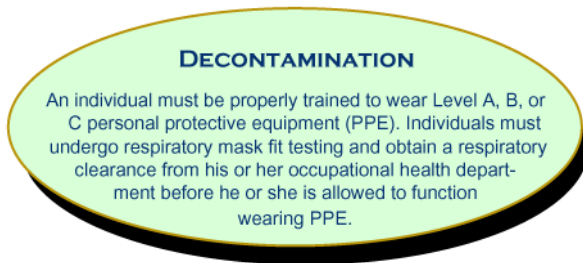 DECONTAMINATION
An individual must be properly trained to wear Level A, B, or
C personal protective equipment (PPE). Individuals must
undergo respiratory mask fit testing and obtain a respiratory
clearance from his or her occupational health depart-
ment before he or she is allowed to function
wearing PPE.